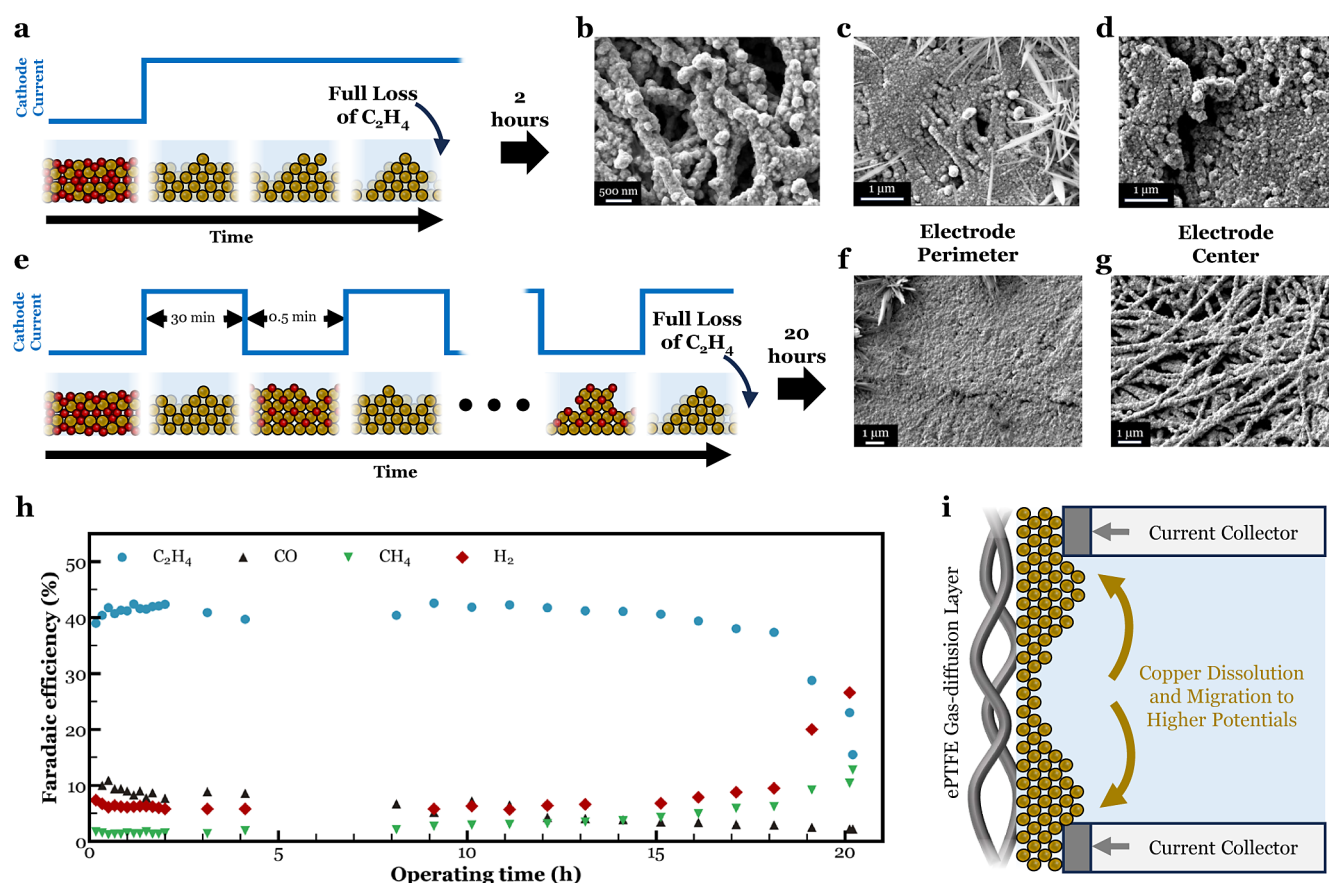 a
Cathode
Current
Full Loss
of C₂H₄
Time
2
hours
b
500 nm
c
1 µm
d
1 µm
Electrode
Perimeter
Electrode
Center
e
Cathode
Current
30 min
0.5 min
Full Loss
of C₂H₄
Time
20
hours
f
1 µm
g
1 µm
h
C₂H₄
CO
CH₄
H₂
Faradaic efficiency (%)
50
40
30
20
10
0
0
5
10
15
20
Operating time (h)
i
ePTFE Gas-diffusion Layer
Current Collector
Copper Dissolution
and Migration to
Higher Potentials
Current Collector